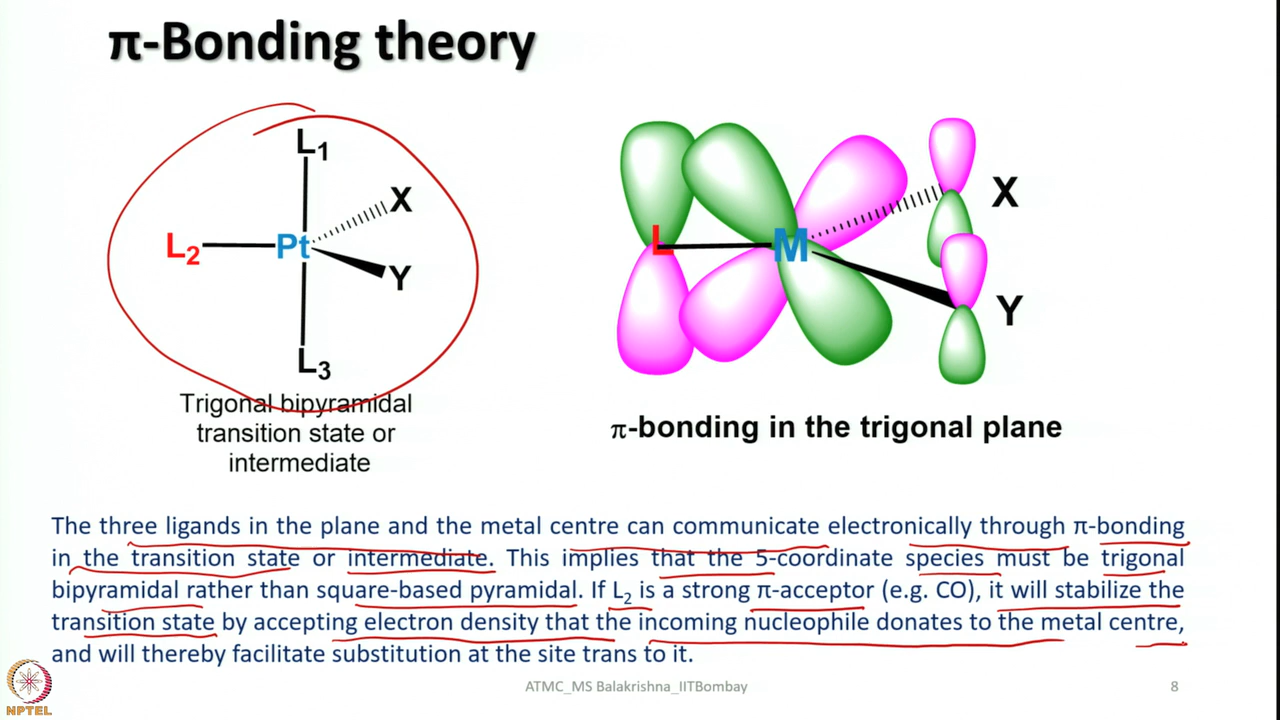 π-Bonding theory
L1
X
L2 Pt
Y
L3
Trigonal bipyramidal
transition state or
intermediate
X
L M
Y
π-bonding in the trigonal plane
The three ligands in the plane and the metal centre can communicate electronically through π-bonding
in the transition state or intermediate. This implies that the 5-coordinate species must be trigonal
bipyramidal rather than square-based pyramidal. If L2 is a strong π-acceptor (e.g. CO), it will stabilize the
transition state by accepting electron density that the incoming nucleophile donates to the metal centre,
and will thereby facilitate substitution at the site trans to it.
NPTEL
ATMC_MS Balakrishna_IITBombay
8